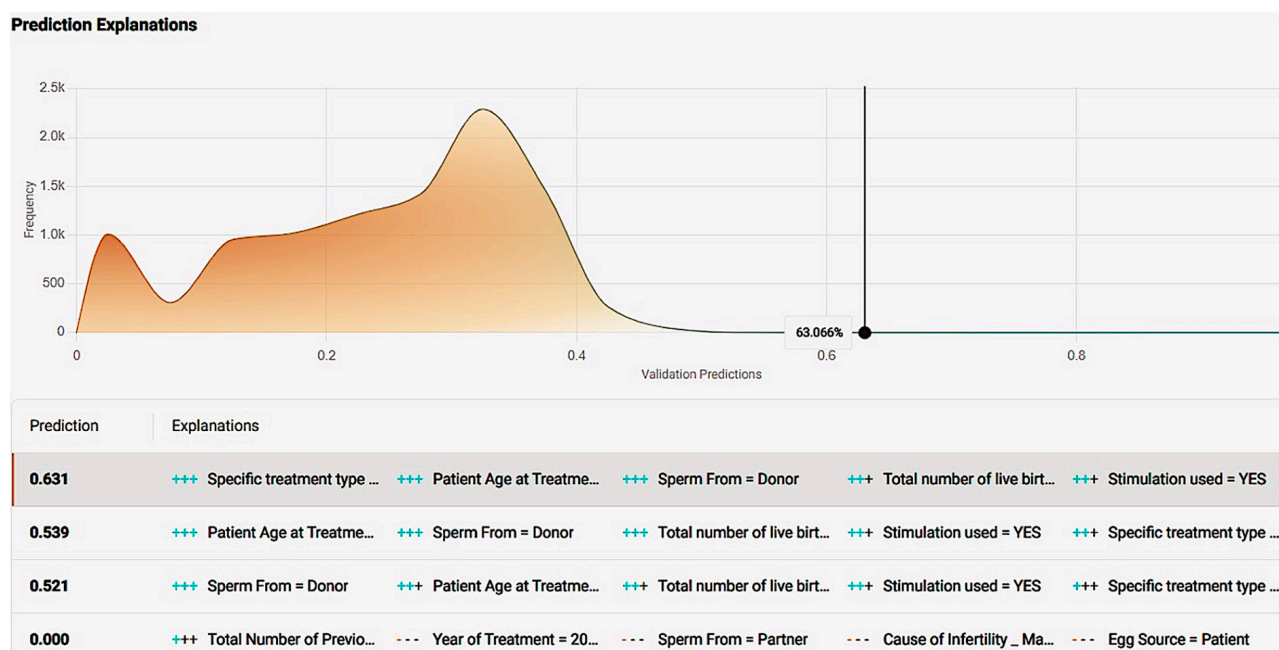 Prediction Explanations
2.5k
2.0k
1.5k
1.0k
500
0
Frequency
63.066%
0 0.2 0.4 0.6 0.8
Validation Predictions
Prediction Explanations
0.631 +++ Specific treatment type ... +++ Patient Age at Treatme... +++ Sperm From = Donor +++ Total number of live birt... +++ Stimulation used = YES
0.539 +++ Patient Age at Treatme... +++ Sperm From = Donor +++ Total number of live birt... +++ Stimulation used = YES +++ Specific treatment type ...
0.521 +++ Sperm From = Donor +++ Patient Age at Treatme... +++ Total number of live birt... +++ Stimulation used = YES +++ Specific treatment type ...
0.000 +++ Total Number of Previo... --- Year of Treatment = 20... --- Sperm From = Partner --- Cause of Infertility _ Ma... --- Egg Source = Patient